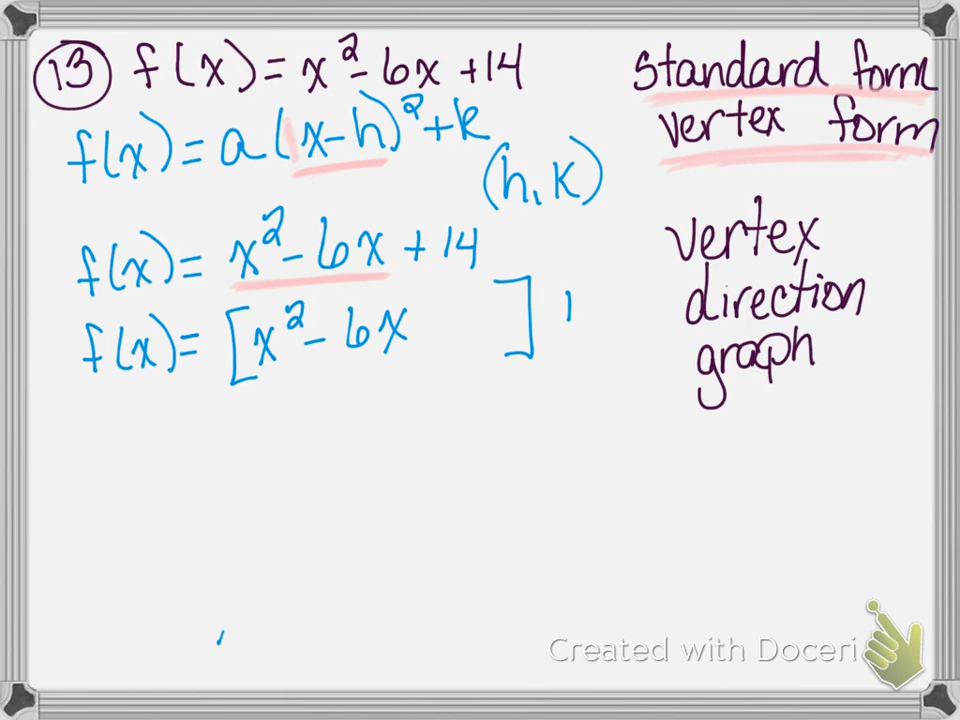 13 f(x) = x² - 6x + 14
standard form
vertex form
f(x) = a(x-h)² + k
(h, k)
f(x) = x² - 6x + 14
f(x) = [x² - 6x ] 1
vertex
direction
graph
Created with Doceri